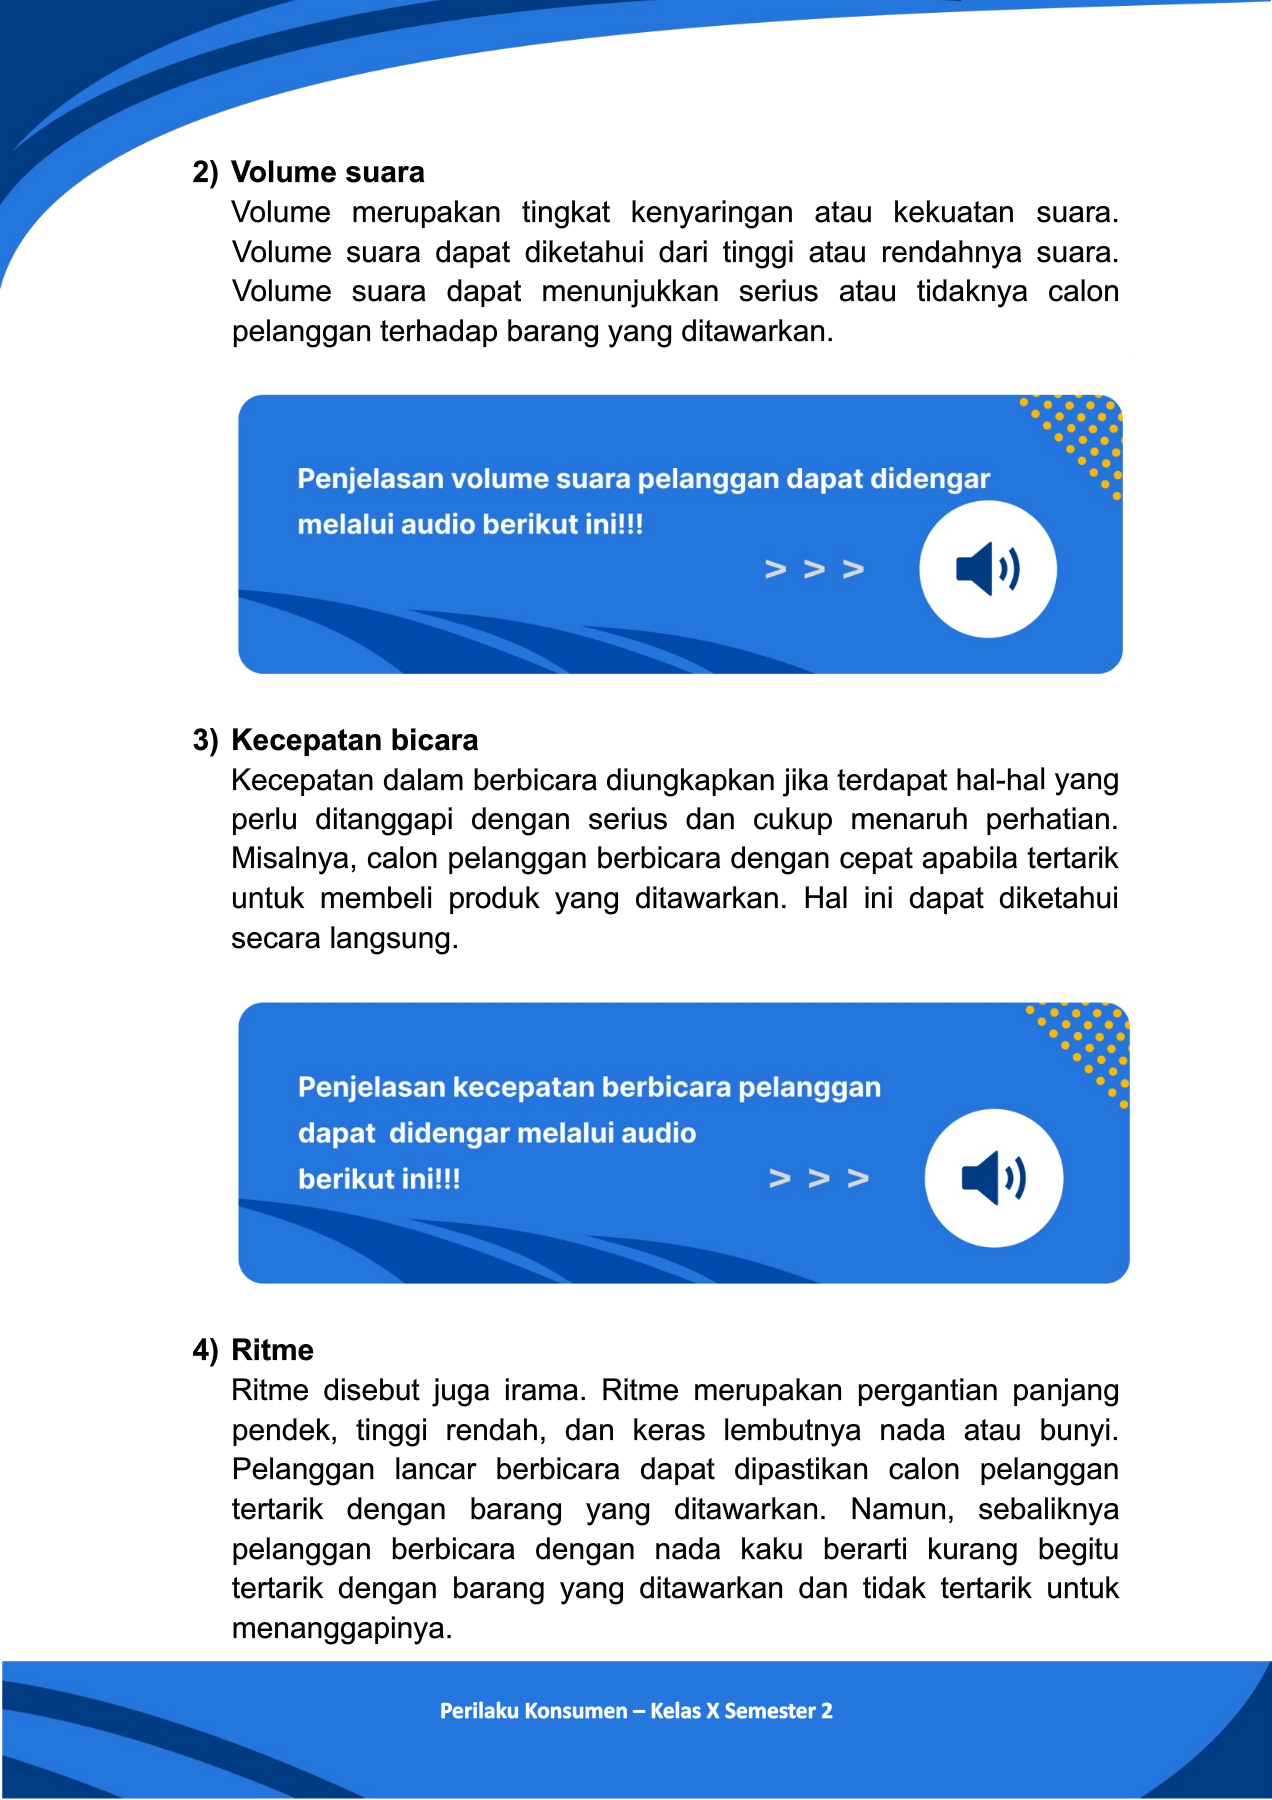 2) Volume suara
Volume merupakan tingkat kenyaringan atau kekuatan suara.
Volume suara dapat diketahui dari tinggi atau rendahnya suara.
Volume suara dapat menunjukkan serius atau tidaknya calon
pelanggan terhadap barang yang ditawarkan.
Penjelasan volume suara pelanggan dapat didengar
melalui audio berikut ini!!!
> > >
3) Kecepatan bicara
Kecepatan dalam berbicara diungkapkan jika terdapat hal-hal yang
perlu ditanggapi dengan serius dan cukup menaruh perhatian.
Misalnya, calon pelanggan berbicara dengan cepat apabila tertarik
untuk membeli produk yang ditawarkan. Hal ini dapat diketahui
secara langsung.
Penjelasan kecepatan berbicara pelanggan
dapat didengar melalui audio
berikut ini!!!
> > >
4) Ritme
Ritme disebut juga irama. Ritme merupakan pergantian panjang
pendek, tinggi rendah, dan keras lembutnya nada atau bunyi.
Pelanggan lancar berbicara dapat dipastikan calon pelanggan
tertarik dengan barang yang ditawarkan. Namun, sebaliknya
pelanggan berbicara dengan nada kaku berarti kurang begitu
tertarik dengan barang yang ditawarkan dan tidak tertarik untuk
menanggapinya.
Perilaku Konsumen – Kelas X Semester 2